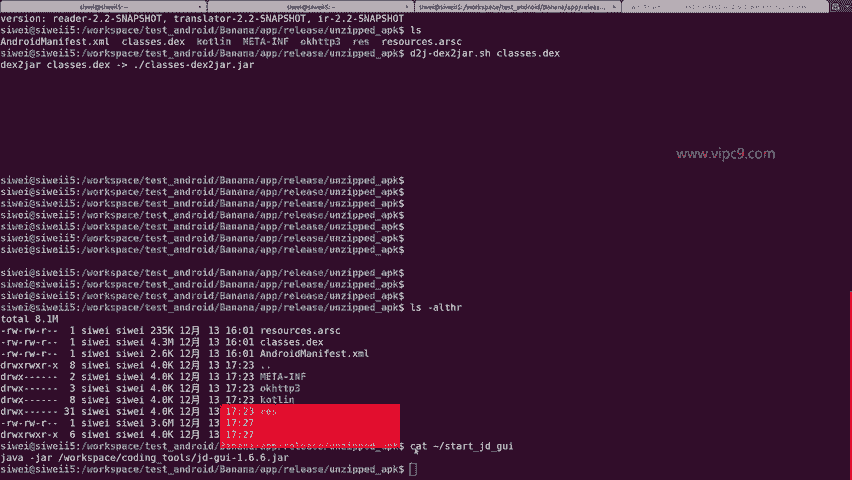 siwei@siweii5: ~
siwei@siweii5: ~
siwei@siweii5: /workspace/test_android/Banana/app/releas...
version: reader-2.2-SNAPSHOT, translator-2.2-SNAPSHOT, ir-2.2-SNAPSHOT
siwei@siweii5:/workspace/test_android/Banana/app/release/unzipped_apk$ ls
AndroidManifest.xml classes.dex kotlin META-INF okhttp3 res resources.arsc
siwei@siweii5:/workspace/test_android/Banana/app/release/unzipped_apk$ d2j-dex2jar.sh classes.dex
dex2jar classes.dex -> ./classes-dex2jar.jar
www.vipc9.com
siwei@siweii5:/workspace/test_android/Banana/app/release/unzipped_apk$
siwei@siweii5:/workspace/test_android/Banana/app/release/unzipped_apk$
siwei@siweii5:/workspace/test_android/Banana/app/release/unzipped_apk$
siwei@siweii5:/workspace/test_android/Banana/app/release/unzipped_apk$
siwei@siweii5:/workspace/test_android/Banana/app/release/unzipped_apk$
siwei@siweii5:/workspace/test_android/Banana/app/release/unzipped_apk$
siwei@siweii5:/workspace/test_android/Banana/app/release/unzipped_apk$
siwei@siweii5:/workspace/test_android/Banana/app/release/unzipped_apk$
siwei@siweii5:/workspace/test_android/Banana/app/release/unzipped_apk$
siwei@siweii5:/workspace/test_android/Banana/app/release/unzipped_apk$ ls -althr
total 8.1M
-rw-rw-r-- 1 siwei siwei 235K 12月 13 16:01 resources.arsc
-rw-rw-r-- 1 siwei siwei 4.3M 12月 13 16:01 classes.dex
-rw-rw-r-- 1 siwei siwei 2.6K 12月 13 16:01 AndroidManifest.xml
drwxrwxr-x 8 siwei siwei 4.0K 12月 13 17:23 ..
drwx------ 2 siwei siwei 4.0K 12月 13 17:23 META-INF
drwx------ 3 siwei siwei 4.0K 12月 13 17:23 okhttp3
drwx------ 8 siwei siwei 4.0K 12月 13 17:23 kotlin
drwx------ 31 siwei siwei 4.0K 12月 13 17:23 res
-rw-rw-r-- 1 siwei siwei 3.6M 12月 13 17:27
drwxrwxr-x 6 siwei siwei 4.0K 12月 13 17:27
siwei@siweii5:/workspace/test_android/Banana/app/release/unzipped_apk$ cat ~/start_jd_gui
java -jar /workspace/coding_tools/jd-gui-1.6.6.jar
siwei@siweii5:/workspace/test_android/Banana/app/release/unzipped_apk$